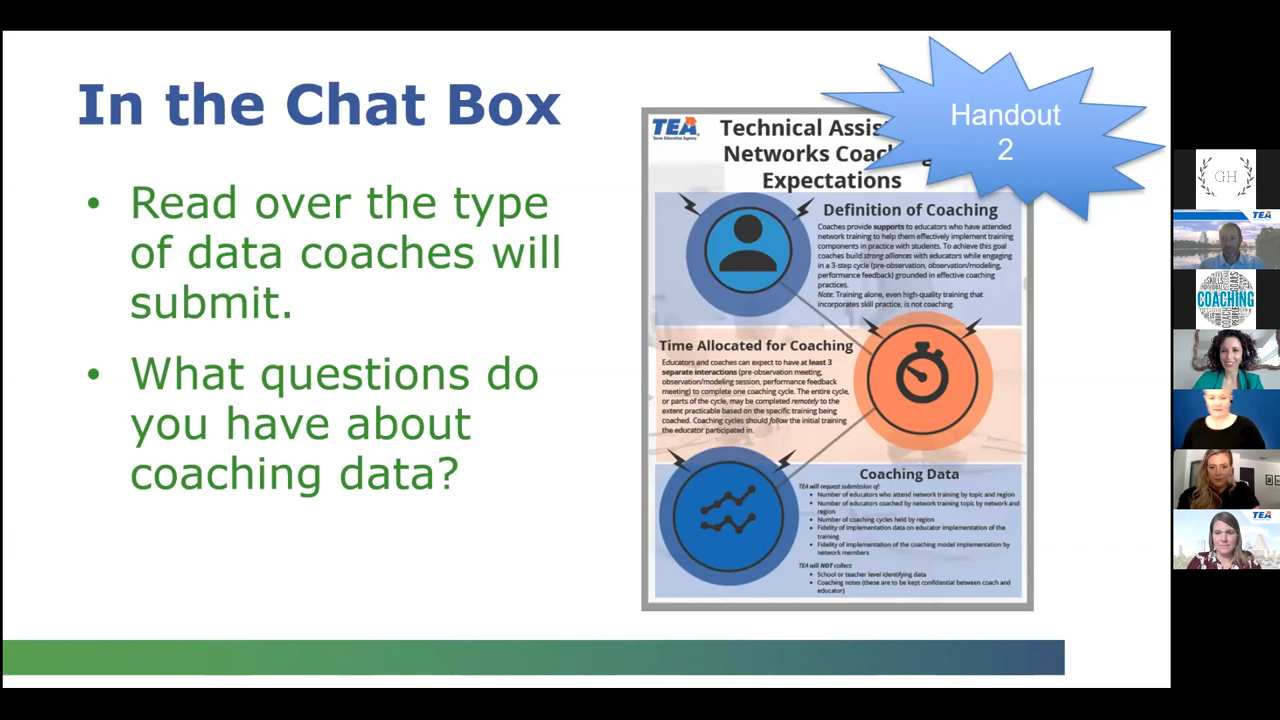 In the Chat Box
• Read over the type
of data coaches will
submit.
• What questions do
you have about
coaching data?
Handout
2
TEA
Texas Education Agency
Technical Assis
Networks Coac
Expectations
Definition of Coaching
Coaches provide supports to educators who have attended
network training to help them effectively implement training
components in practice with students. To achieve this goal
coaches build strong alliances with educators while engaging
in a 3-step cycle (pre-observation, observation/modeling,
performance feedback) grounded in effective coaching
practices.
Note: Training alone, even high-quality training that
incorporates skill practice, is not coaching.
Time Allocated for Coaching
Educators and coaches can expect to have at least 3
separate interactions (pre-observation meeting,
observation/modeling session, performance feedback
meeting) to complete one coaching cycle. The entire cycle,
or parts of the cycle, may be completed remotely to the
extent practicable based on the specific training being
coached. Coaching cycles should follow the initial training
the educator participated in.
Coaching Data
TEA will request submission of:
• Number of educators who attend network training by topic and region
• Number of educators coached by network training topic by network and
region
• Number of coaching cycles held by region
• Fidelity of implementation data on educator implementation of the
training
• Fidelity of implementation of the coaching model implementation by
network members
TEA will NOT collect:
• School or teacher level identifying data
• Coaching notes (these are to be kept confidential between coach and
educator)
GH
TEA
COACHING
TEA